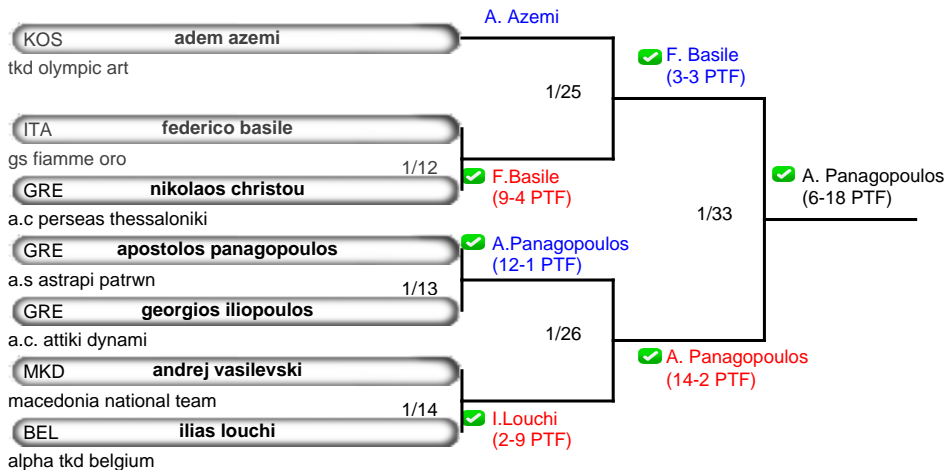 A. Azemi
KOS adem azemi
tkd olympic art
F. Basile
(3-3 PTF)
1/25
ITA federico basile
gs fiamme oro
1/12
F.Basile
(9-4 PTF)
GRE nikolaos christou
a.c perseas thessaloniki
A. Panagopoulos
(6-18 PTF)
1/33
GRE apostolos panagopoulos
a.s astrapi patrwn
A.Panagopoulos
(12-1 PTF)
1/13
GRE georgios iliopoulos
a.c. attiki dynami
1/26
MKD andrej vasilevski
macedonia national team
A. Panagopoulos
(14-2 PTF)
1/14
I.Louchi
(2-9 PTF)
BEL ilias louchi
alpha tkd belgium